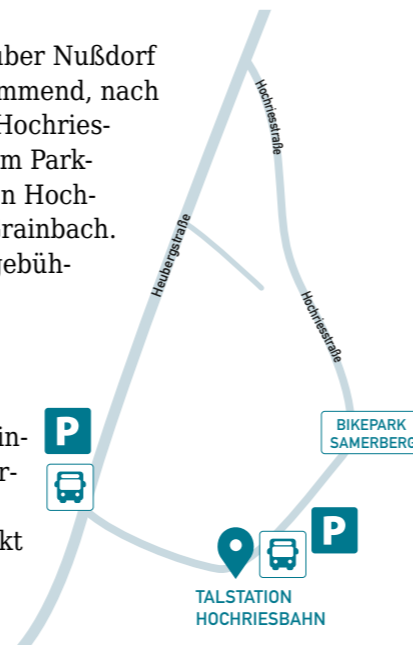 über Nußdorf
mmend, nach
Hochries-
m Park-
n Hoch-
rainbach.
gebüh-
in-
r-
kt
Hochriesstraße
Heubergstraße
Hochriesstraße
P
BIKEPARK
SAMERBERG
P
TALSTATION
HOCHRIESBAHN